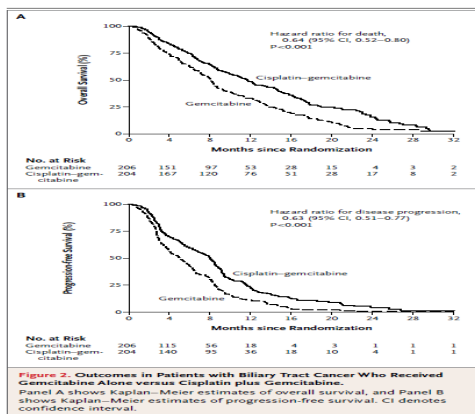 A
Hazard ratio for death,
0.64 (95% CI, 0.52–0.80)
P<0.001
Overall Survival (%)
100
75
50
25
0
Cisplatin–gemcitabine
Gemcitabine
0 4 8 12 16 20 24 28 32
Months since Randomization
No. at Risk
Gemcitabine 206 151 97 53 28 15 4 3 2
Cisplatin–gem- 204 167 120 76 51 28 17 8 2
citabine
B
Hazard ratio for disease progression,
0.63 (95% CI, 0.51–0.77)
P<0.001
Progression-free Survival (%)
100
75
50
25
0
Cisplatin–gemcitabine
Gemcitabine
0 4 8 12 16 20 24 28 32
Months since Randomization
No. at Risk
Gemcitabine 206 115 56 18 4 3 1 1 1
Cisplatin–gem- 204 140 95 36 18 10 4 1 1
citabine
Figure 2. Outcomes in Patients with Biliary Tract Cancer Who Received
Gemcitabine Alone versus Cisplatin plus Gemcitabine.
Panel A shows Kaplan–Meier estimates of overall survival, and Panel B
shows Kaplan–Meier estimates of progression-free survival. CI denotes
confidence interval.